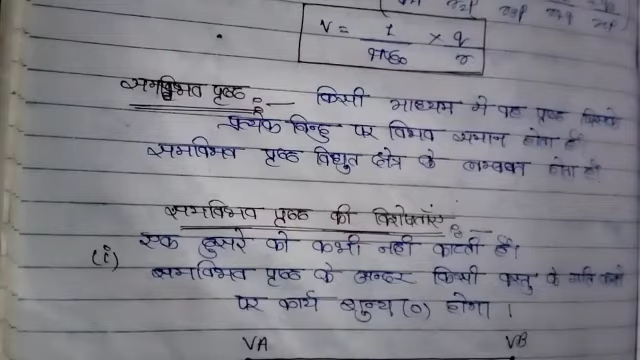 V = 1/4πε₀ × q/r
समविभव पृष्ठ :- किसी माध्यम में वह पृष्ठ जिसके
प्रत्येक बिन्दु पर विभव समान होता है
समविभव पृष्ठ विद्युत क्षेत्र के लम्बवत होता है
समविभव पृष्ठ की विशेषताएँ :-
(i) एक दुसरे को कभी नही काटती है।
समविभव पृष्ठ के अन्दर किसी वस्तु के गति करने
पर कार्य शुन्य (0) होगा ।
VA VB